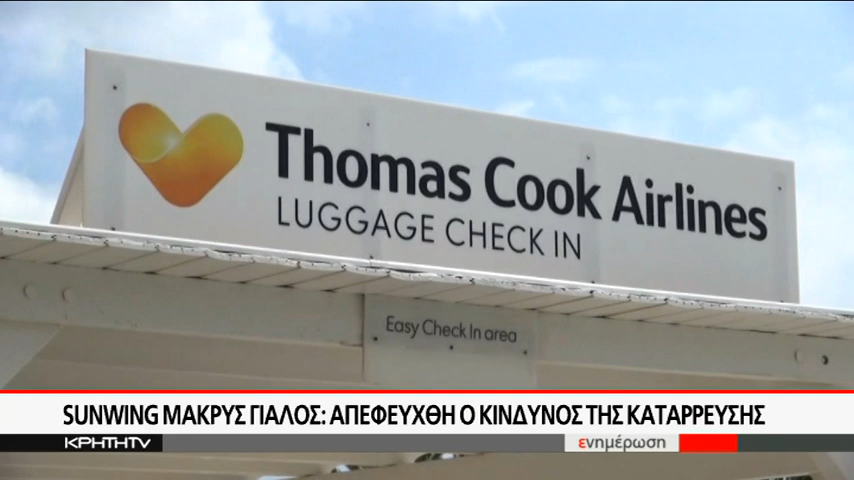 Thomas Cook Airlines
LUGGAGE CHECK IN
Easy Check In area
SUNWING ΜΑΚΡΥΣ ΓΙΑΛΟΣ: ΑΠΕΦΕΥΧΘΗ Ο ΚΙΝΔΥΝΟΣ ΤΗΣ ΚΑΤΑΡΡΕΥΣΗΣ
ΚΡΗΤΗTV ενημέρωση